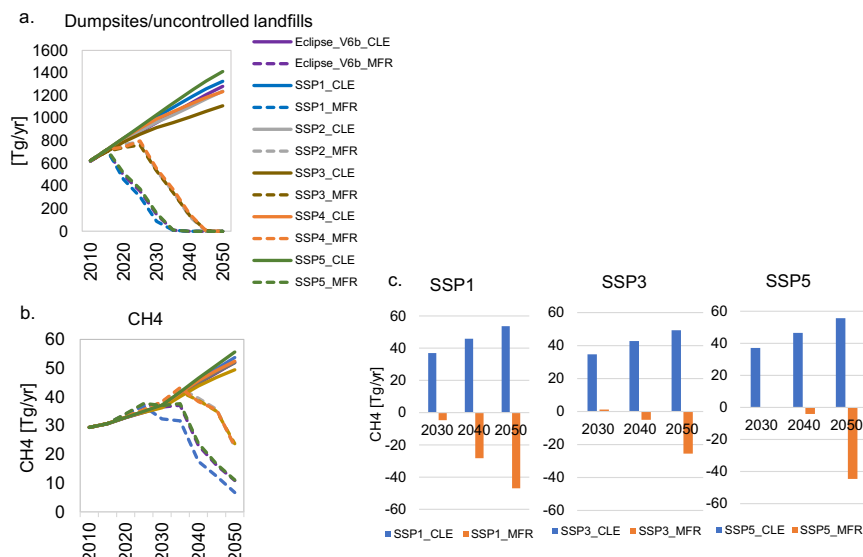 a.
Dumpsites/uncontrolled landfills
[Tg/yr]
1600
1400
1200
1000
800
600
400
200
0
2010
2020
2030
2040
2050
Eclipse_V6b_CLE
Eclipse_V6b_MFR
SSP1_CLE
SSP1_MFR
SSP2_CLE
SSP2_MFR
SSP3_CLE
SSP3_MFR
SSP4_CLE
SSP4_MFR
SSP5_CLE
SSP5_MFR
b.
CH4
CH4 [Tg/yr]
60
50
40
30
20
10
0
2010
2020
2030
2040
2050
c.
SSP1
CH4 [Tg/yr]
60
40
20
0
-20
-40
-60
2030 2040 2050
SSP1_CLE SSP1_MFR
SSP3
60
40
20
0
-20
-40
-60
2030 2040 2050
SSP3_CLE SSP3_MFR
SSP5
60
40
20
0
-20
-40
-60
2030 2040 2050
SSP5_CLE SSP5_MFR